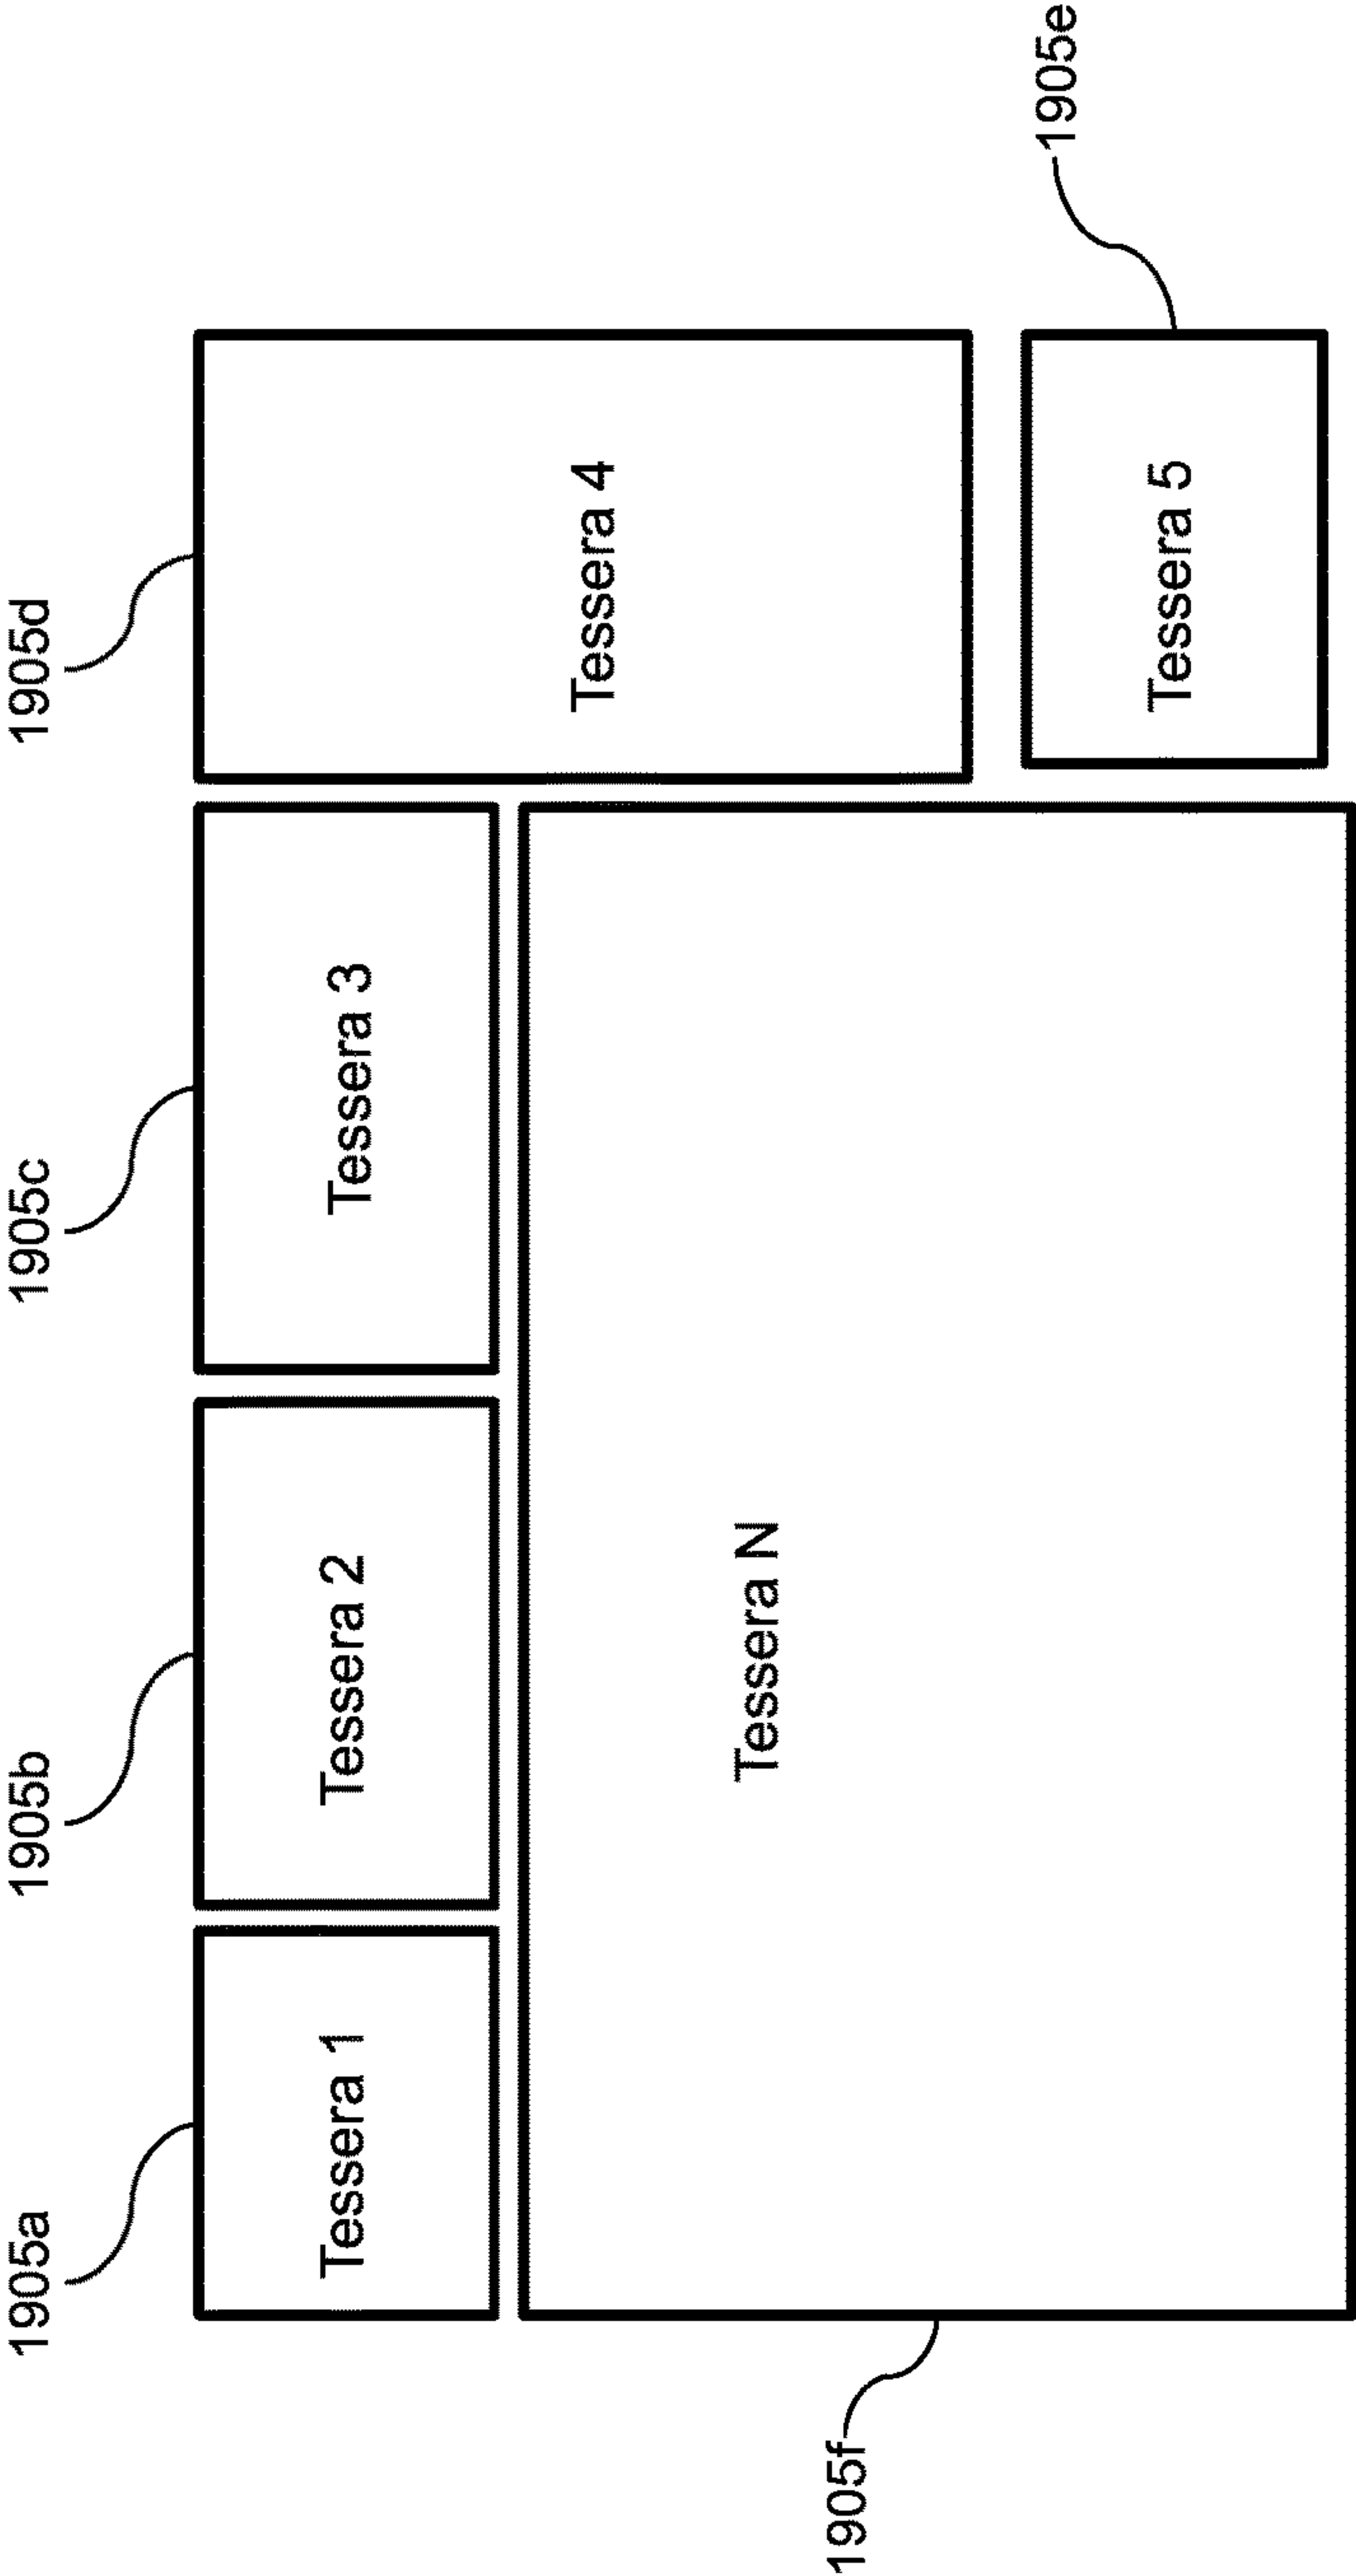 1905a
1905b
1905c
1905d
Tessera 1
Tessera 2
Tessera 3
Tessera 4
Tessera N
Tessera 5
1905f
1905e